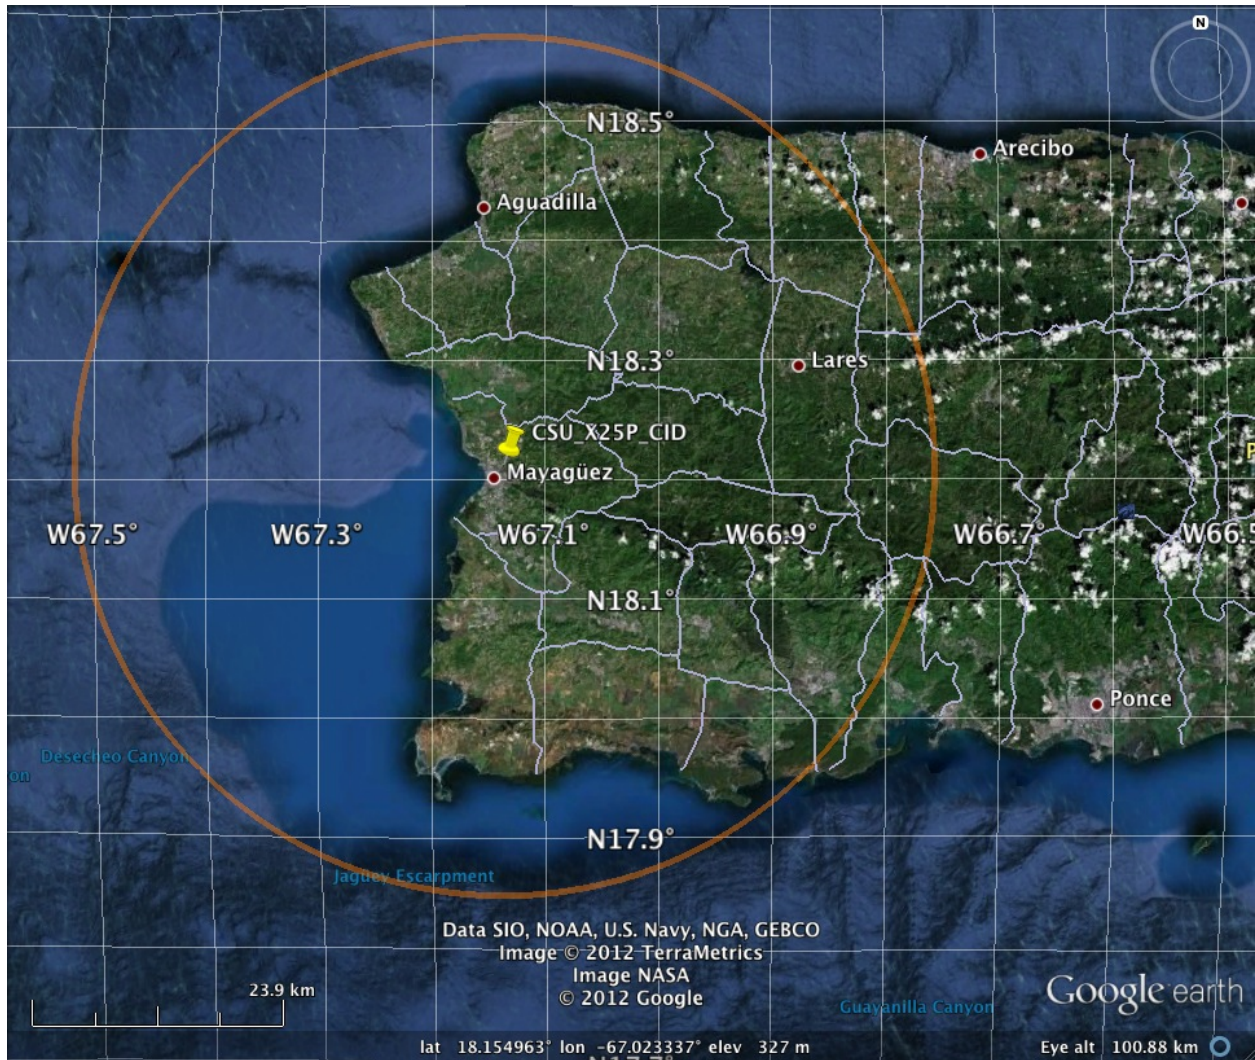 N
N18.5°
Arecibo
Aguadilla
N18.3°
Lares
CSU_X25P_CID
P
Mayagüez
W67.5°
W67.3°
W67.1°
W66.9°
W66.7°
W66.5
N18.1°
Ponce
Desecheo Canyon
on
N17.9°
Jaguey Escarpment
Data SIO, NOAA, U.S. Navy, NGA, GEBCO
Image © 2012 TerraMetrics
Image NASA
© 2012 Google
23.9 km
Guayanilla Canyon
Google earth
lat 18.154963° lon -67.023337° elev 327 m
Eye alt 100.88 km